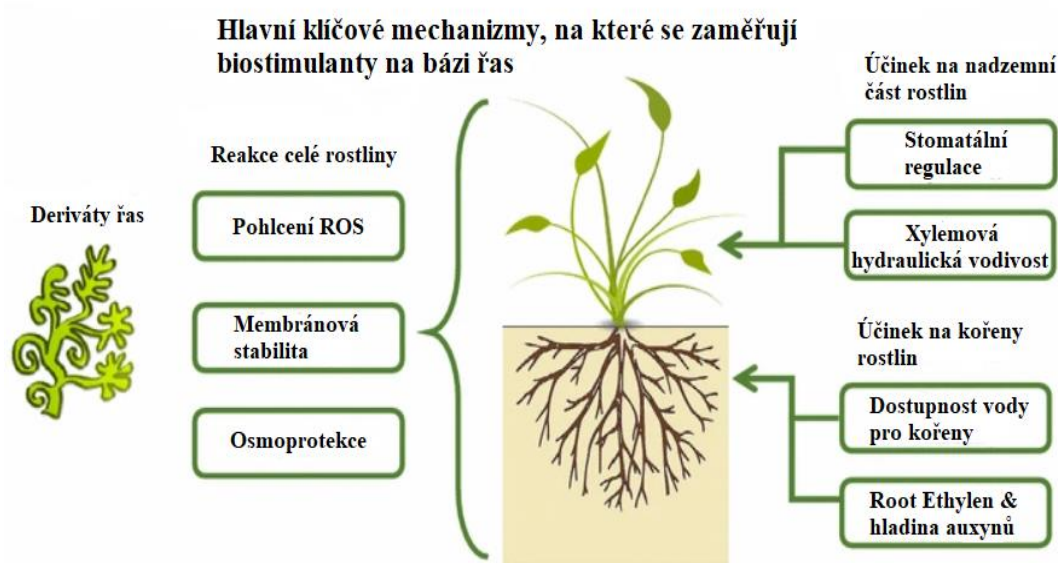 Hlavní klíčové mechanizmy, na které se zaměřují
biostimulanty na bázi řas
Deriváty řas
Reakce celé rostliny
Pohlcení ROS
Membránová
stabilita
Osmoprotekce
Účinek na nadzemní
část rostlin
Stomatální
regulace
Xylemová
hydraulická vodivost
Účinek na kořeny
rostlin
Dostupnost vody
pro kořeny
Root Ethylen &
hladina auxynů